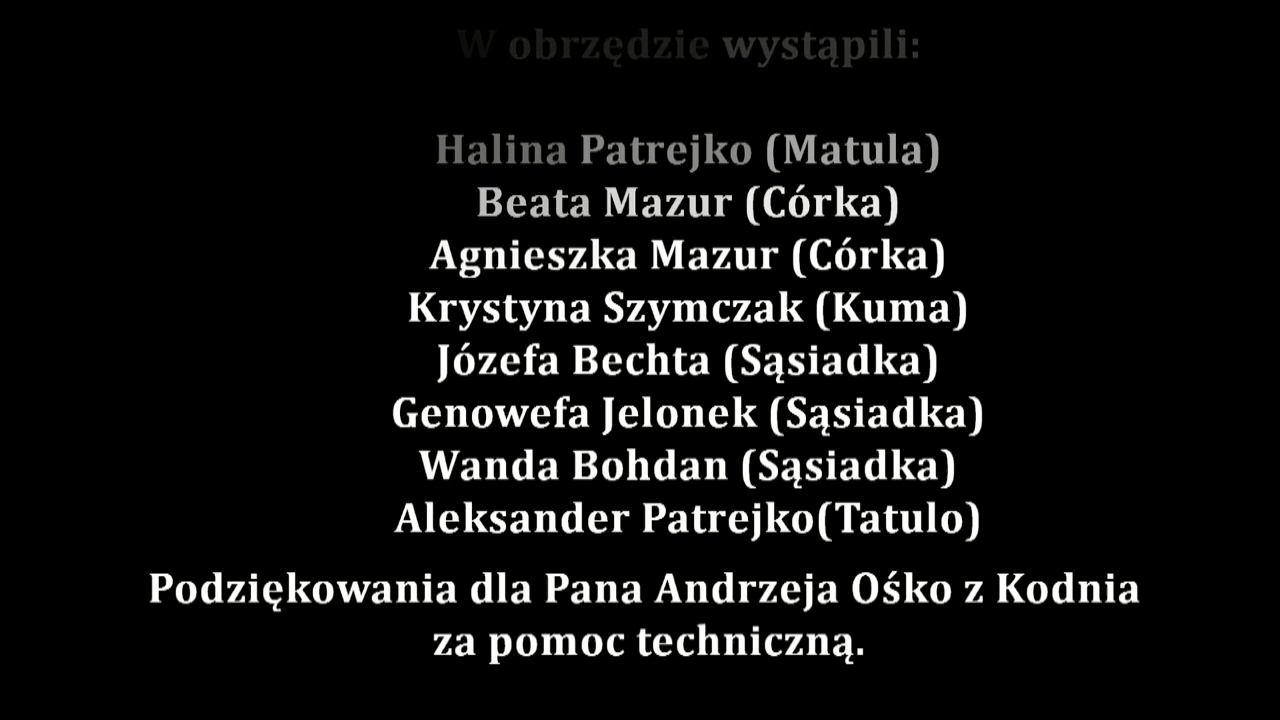 W obrzędzie wystąpili:
Halina Patrejko (Matula)
Beata Mazur (Córka)
Agnieszka Mazur (Córka)
Krystyna Szymczak (Kuma)
Józefa Bechta (Sąsiadka)
Genowefa Jelonek (Sąsiadka)
Wanda Bohdan (Sąsiadka)
Aleksander Patrejko(Tatulo)
Podziękowania dla Pana Andrzeja Ośko z Kodnia
za pomoc techniczną.